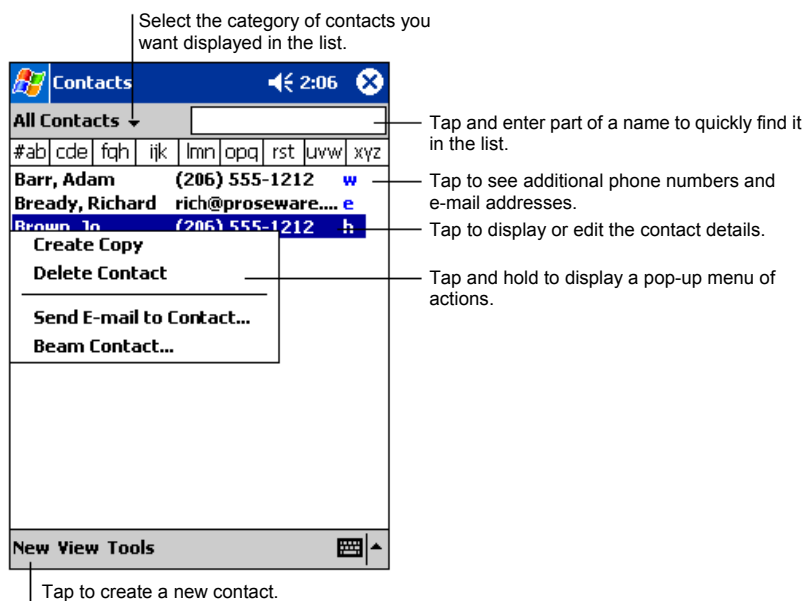 Select the category of contacts you
want displayed in the list.
Contacts 2:06
All Contacts
Tap and enter part of a name to quickly find it
in the list.
#ab cde fgh ijk lmn opq rst uvw xyz
Barr, Adam (206) 555-1212 w
Tap to see additional phone numbers and
e-mail addresses.
Bready, Richard rich@proseware.... e
Brown, Jo (206) 555-1212 h
Tap to display or edit the contact details.
Create Copy
Delete Contact
Tap and hold to display a pop-up menu of
actions.
Send E-mail to Contact...
Beam Contact...
New View Tools
Tap to create a new contact.